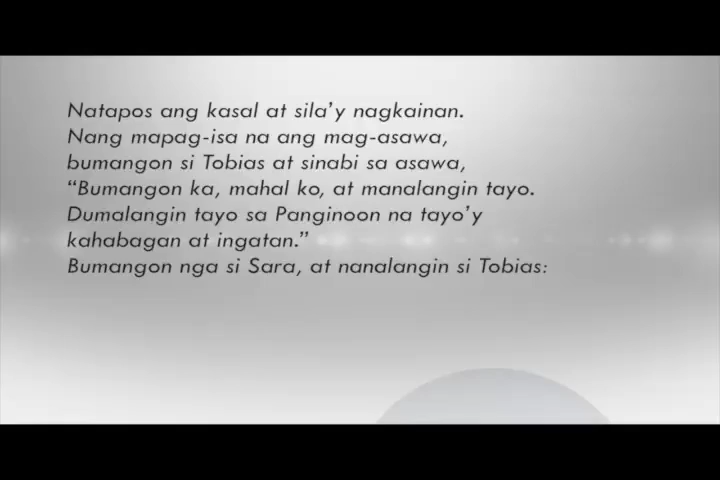 Natapos ang kasal at sila’y nagkainan.
Nang mapag-isa na ang mag-asawa,
bumangon si Tobias at sinabi sa asawa,
“Bumangon ka, mahal ko, at manalangin tayo.
Dumalangin tayo sa Panginoon na tayo’y
kahabagan at ingatan.”
Bumangon nga si Sara, at nanalangin si Tobias: